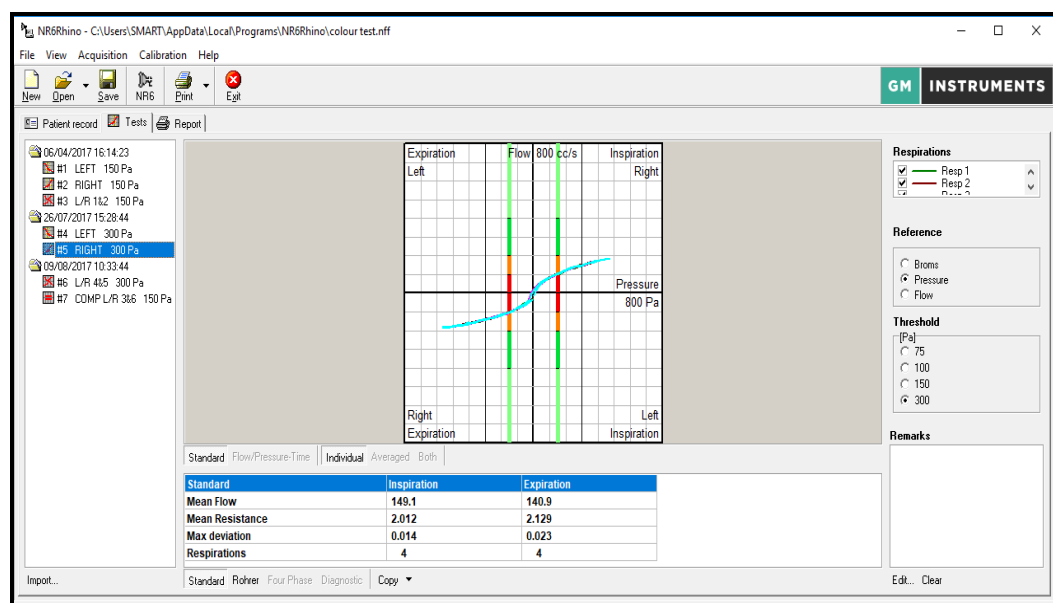 NR6Rhino - C:\Users\SMART\AppData\Local\Programs\NR6Rhino\colour test.nff
File View Acquisition Calibration Help
New Open Save NR6 Print Exit
GM INSTRUMENTS
Patient record Tests Report
06/04/2017 16:14:23
#1 LEFT 150 Pa
#2 RIGHT 150 Pa
#3 L/R 1&2 150 Pa
26/07/2017 15:28:44
#4 LEFT 300 Pa
#5 RIGHT 300 Pa
09/08/2017 10:33:44
#6 L/R 4&5 300 Pa
#7 COMP L/R 3&6 150 Pa
Import...
Expiration Flow 800 cc/s Inspiration
Left Right
Pressure
800 Pa
Right Left
Expiration Inspiration
Standard Flow/Pressure-Time Individual Averaged Both
Standard Inspiration Expiration
Mean Flow 149.1 140.9
Mean Resistance 2.012 2.129
Max deviation 0.014 0.023
Respirations 4 4
Standard Rohrer Four Phase Diagnostic Copy
Respirations
Resp 1
Resp 2
Reference
Broms
Pressure
Flow
Threshold
[Pa]
75
100
150
300
Remarks
Edit... Clear